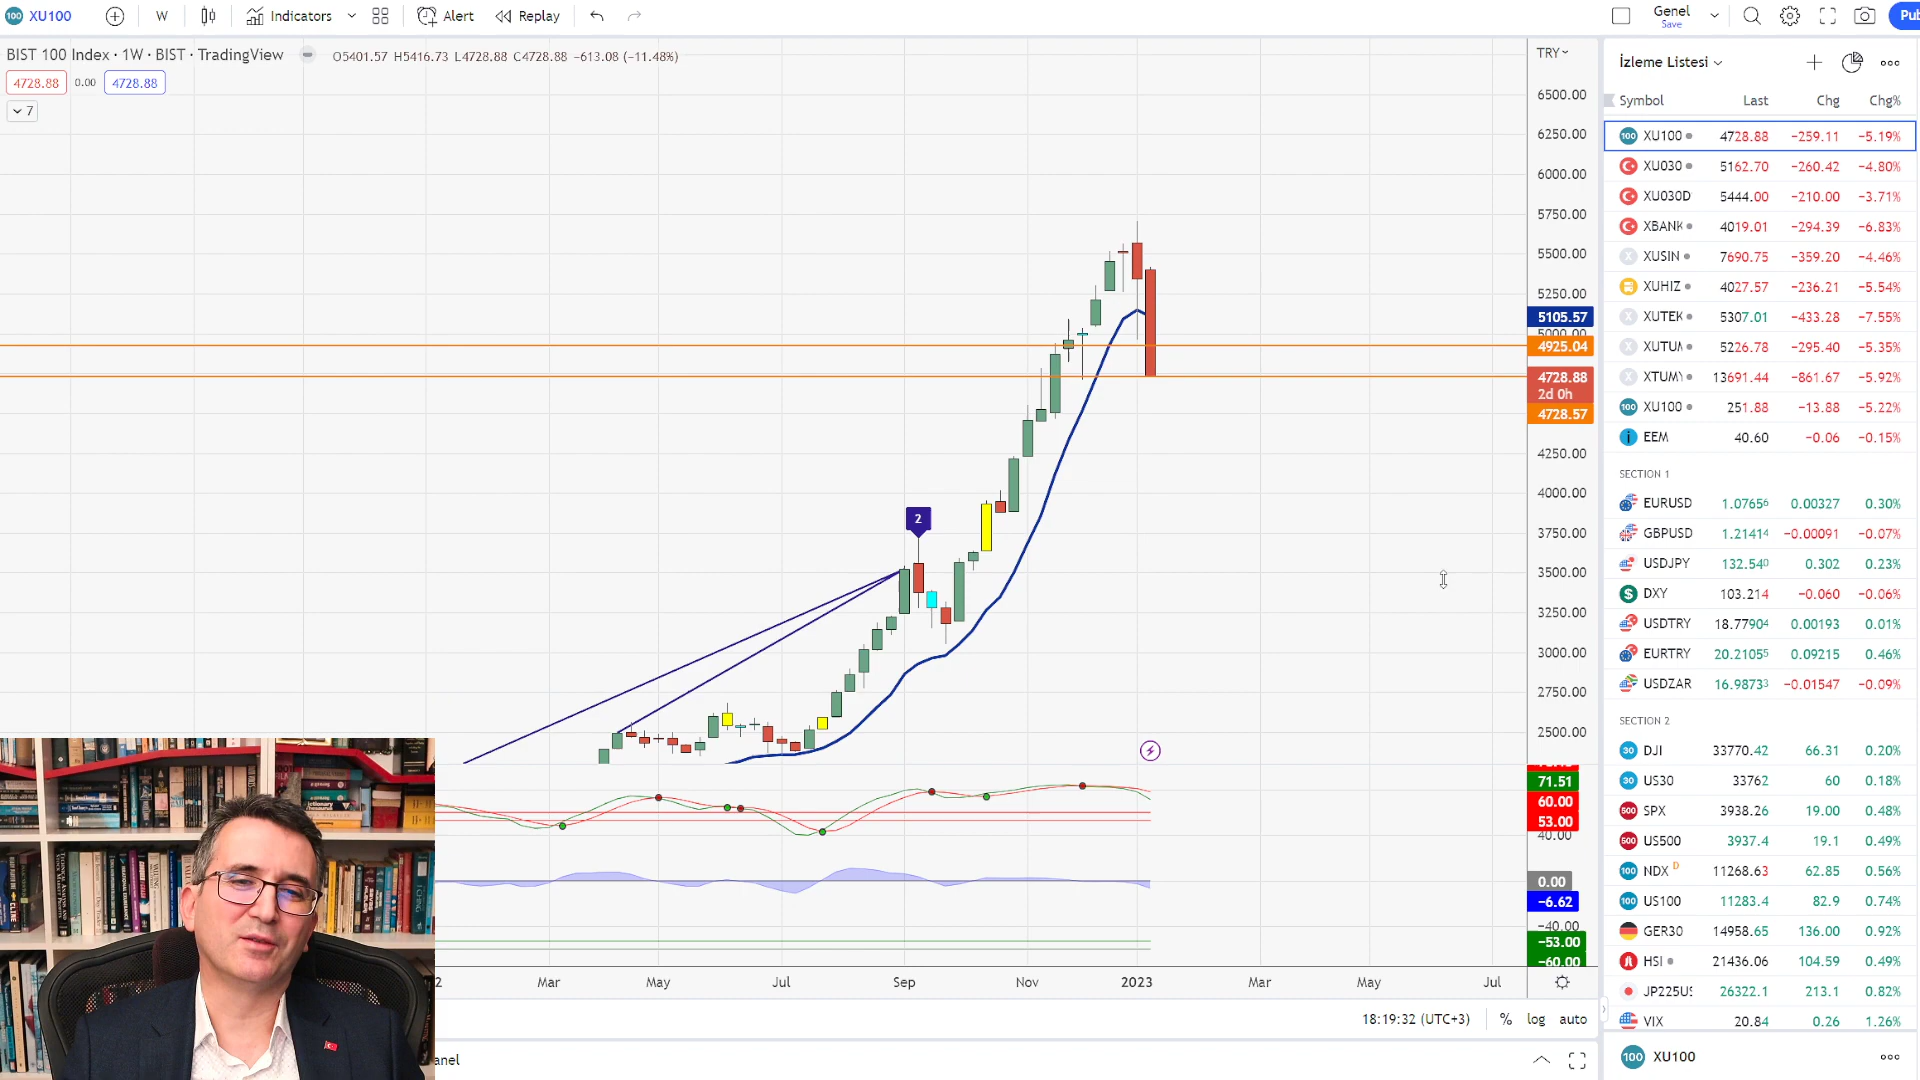 XU100
W
Indicators
Alert
Replay
Genel
Save
Pub
BIST 100 Index · 1W · BIST · TradingView
O5401.57 H5416.73 L4728.88 C4728.88 −613.08 (−11.48%)
4728.88 0.00 4728.88
7
TRY
6500.00
6250.00
6000.00
5750.00
5500.00
5250.00
5105.57
5000.00
4925.04
4728.88
2d 0h
4728.57
4250.00
4000.00
3750.00
3500.00
3250.00
3000.00
2750.00
2500.00
2
71.51
60.00
53.00
40.00
0.00
−6.62
−40.00
−53.00
−60.00
2 Mar May Jul Sep Nov 2023 Mar May Jul
18:19:32 (UTC+3) % log auto
anel
İzleme Listesi
Symbol Last Chg Chg%
XU100 4728.88 −259.11 −5.19%
XU030 5162.70 −260.42 −4.80%
XU030D 5444.00 −210.00 −3.71%
XBANK 4019.01 −294.39 −6.83%
XUSIN 7690.75 −359.20 −4.46%
XUHIZ 4027.57 −236.21 −5.54%
XUTEK 5307.01 −433.28 −7.55%
XUTUM 5226.78 −295.40 −5.35%
XTUMY 13691.44 −861.67 −5.92%
XU100 251.88 −13.88 −5.22%
EEM 40.60 −0.06 −0.15%
SECTION 1
EURUSD 1.07656 0.00327 0.30%
GBPUSD 1.21414 −0.00091 −0.07%
USDJPY 132.540 0.302 0.23%
DXY 103.214 −0.060 −0.06%
USDTRY 18.77904 0.00193 0.01%
EURTRY 20.21055 0.09215 0.46%
USDZAR 16.98733 −0.01547 −0.09%
SECTION 2
DJI 33770.42 66.31 0.20%
US30 33762 60 0.18%
SPX 3938.26 19.00 0.48%
US500 3937.4 19.1 0.49%
NDX D 11268.63 62.85 0.56%
US100 11283.4 82.9 0.74%
GER30 14958.65 136.00 0.92%
HSI 21436.06 104.59 0.49%
JP225US 26322.1 213.1 0.82%
VIX 20.84 0.26 1.26%
XU100